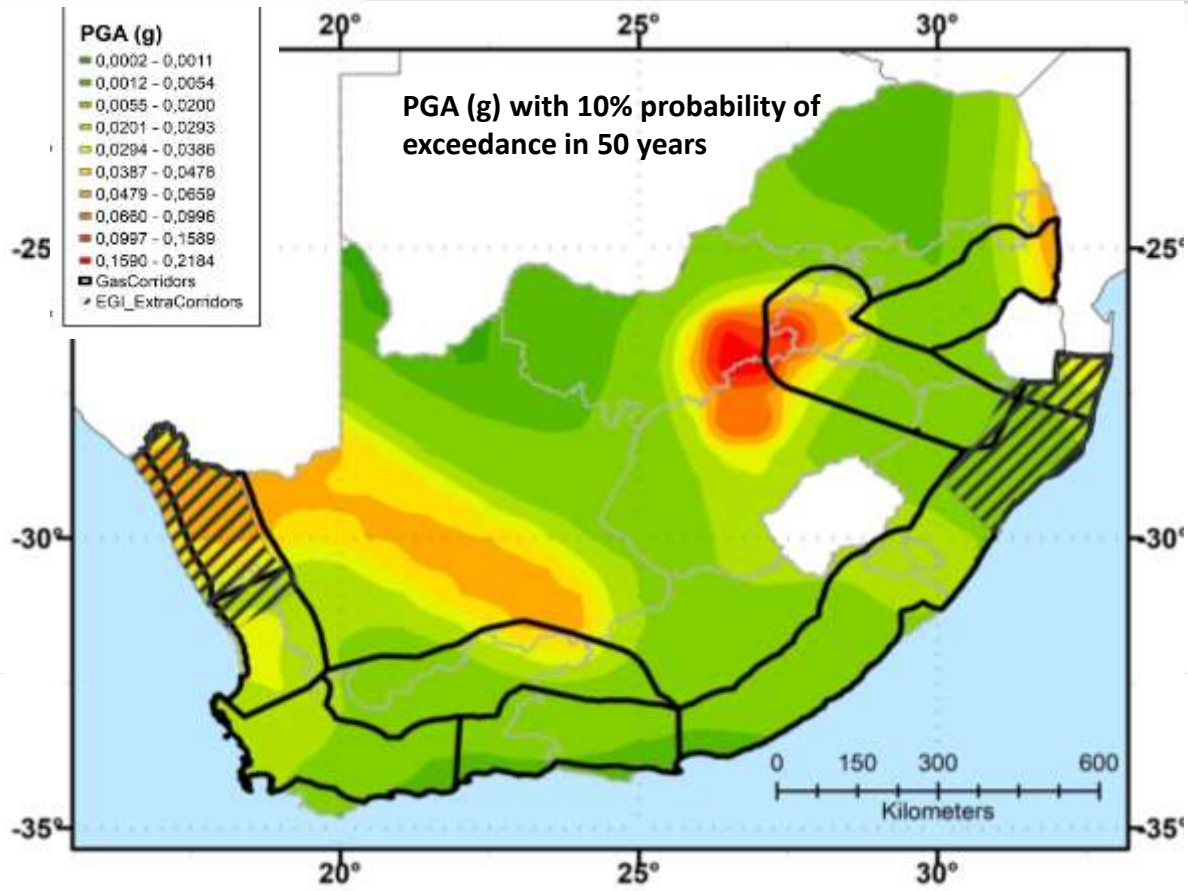 20°
25°
30°
PGA (g)
0,0002 - 0,0011
0,0012 - 0,0054
0,0055 - 0,0200
0,0201 - 0,0293
0,0294 - 0,0386
0,0387 - 0,0478
0,0479 - 0,0659
0,0660 - 0,0996
0,0997 - 0,1589
0,1590 - 0,2184
GasCorridors
EGI_ExtraCorridors
PGA (g) with 10% probability of
exceedance in 50 years
-25°
-25°
-30°
-30°
0 150 300 600
Kilometers
-35°
-35°
20°
25°
30°